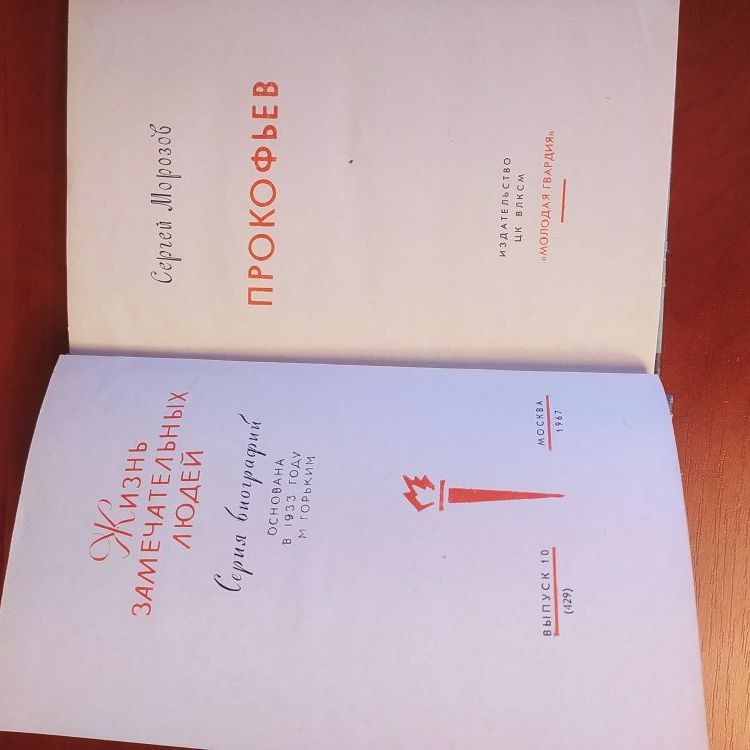 Жизнь
ЗАМЕЧАТЕЛЬНЫХ
ЛЮДЕЙ
Серия биографий
ОСНОВАНА
В 1933 ГОДУ
М ГОРЬКИМ
ВЫПУСК 10
(429)
МОСКВА
1967
Сергей Морозов
ПРОКОФЬЕВ
ИЗДАТЕЛЬСТВО
ЦК ВЛКСМ
«МОЛОДАЯ ГВАРДИЯ»